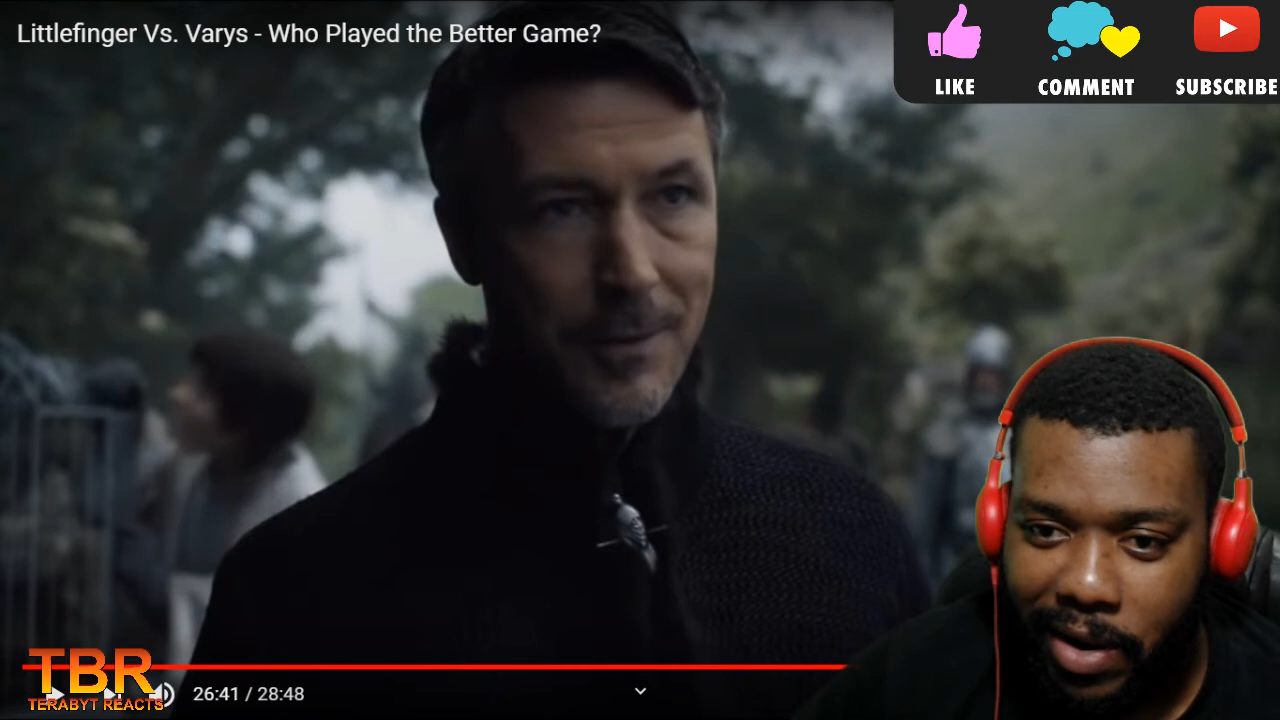 Littlefinger Vs. Varys - Who Played the Better Game?
LIKE
COMMENT
SUBSCRIBE
TBR
TERABYT REACTS
26:41 / 28:48